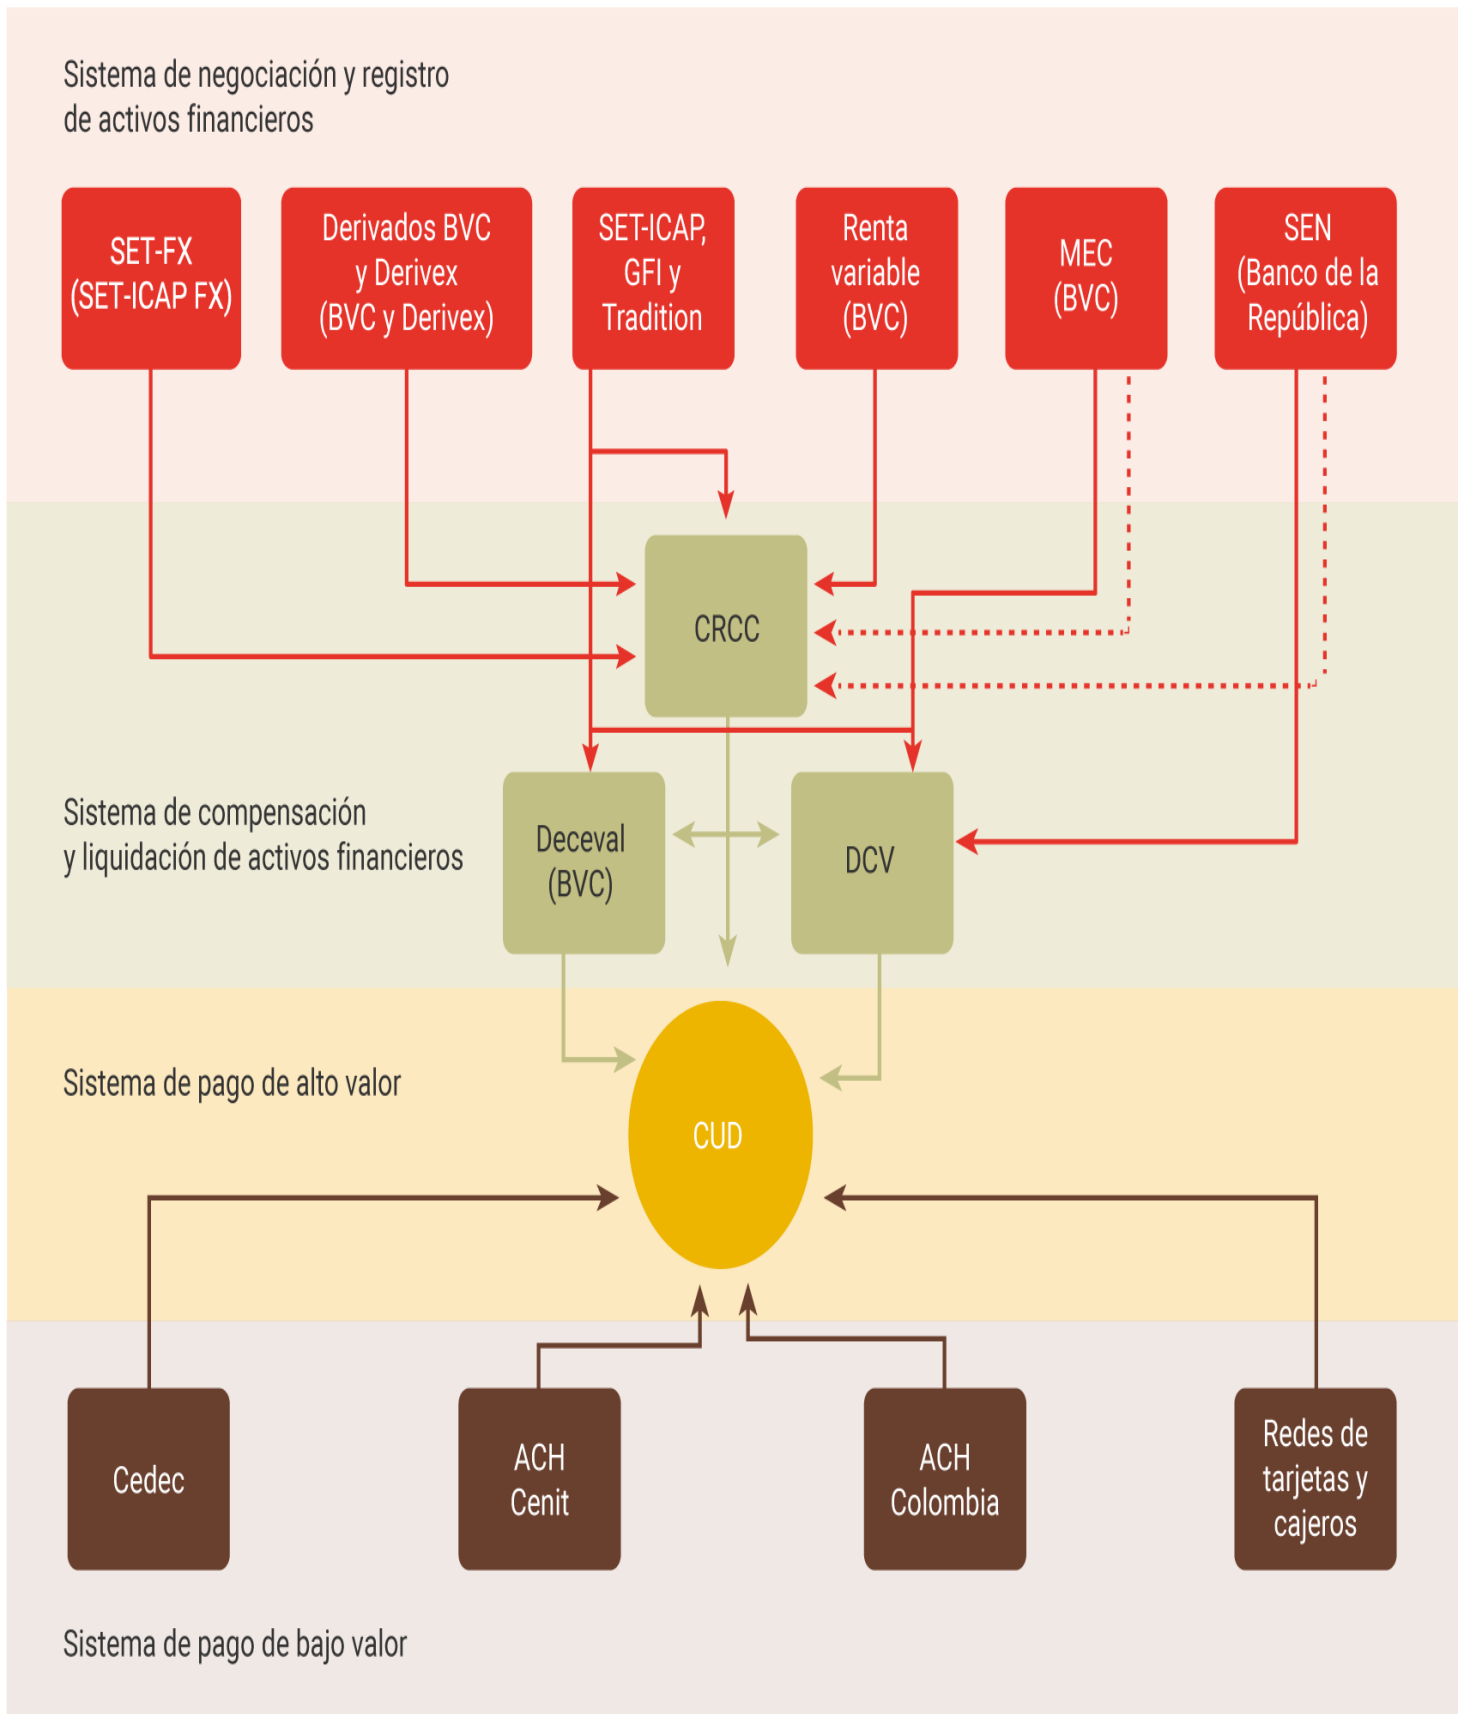 Sistema de negociación y registro
de activos financieros
SET-FX
(SET-ICAP FX)
Derivados BVC
y Derivex
(BVC y Derivex)
SET-ICAP,
GFI y
Tradition
Renta
variable
(BVC)
MEC
(BVC)
SEN
(Banco de la
República)
CRCC
Sistema de compensación
y liquidación de activos financieros
Deceval
(BVC)
DCV
Sistema de pago de alto valor
CUD
Cedec
ACH
Cenit
ACH
Colombia
Redes de
tarjetas y
cajeros
Sistema de pago de bajo valor